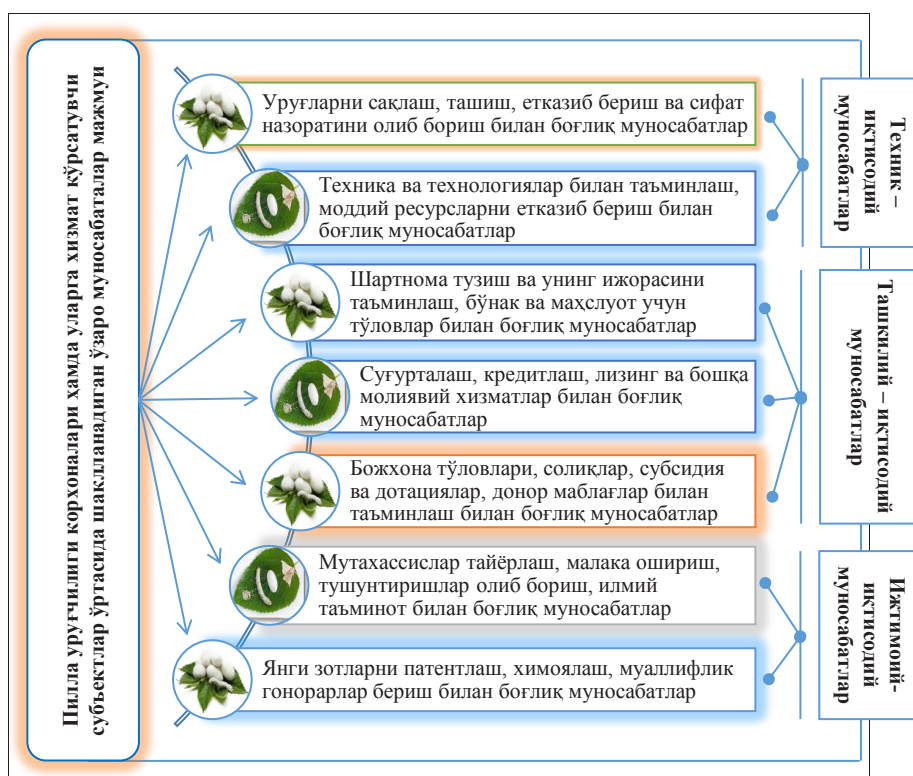 Пилла уруғчилиги корхоналари ҳамда уларга хизмат кўрсатувчи
субъектлар ўртасида шаклланадиган ўзаро муносабаталар мажмуи
Уруғларни сақлаш, ташиш, етказиб бериш ва сифат
назоратини олиб бориш билан боғлиқ муносабатлар
Техника ва технологиялар билан таъминлаш,
моддий ресурсларни етказиб бериш билан
боғлиқ муносабатлар
Шартнома тузиш ва унинг ижорасини
таъминлаш, бўнак ва маҳслуот учун
тўловлар билан боғлиқ муносабатлар
Суғурталаш, кредитлаш, лизинг ва бошқа
молиявий хизматлар билан боғлиқ
муносабатлар
Божхона тўловлари, солиқлар, субсидия
ва дотациялар, донор маблағлар билан
таъминлаш билан боғлиқ муносабатлар
Мутахассислар тайёрлаш, малака ошириш,
тушунтиришлар олиб бориш, илмий
таъминот билан боғлиқ муносабатлар
Янги зотларни патентлаш, химоялаш, муаллифлик
гонорарлар бериш билан боғлиқ муносабатлар
Техник –
иқтисодий
муносабатлар
Ташкилий – иқтисодий
муносабатлар
Ижтимоий-
иқтисодий
муносабатлар